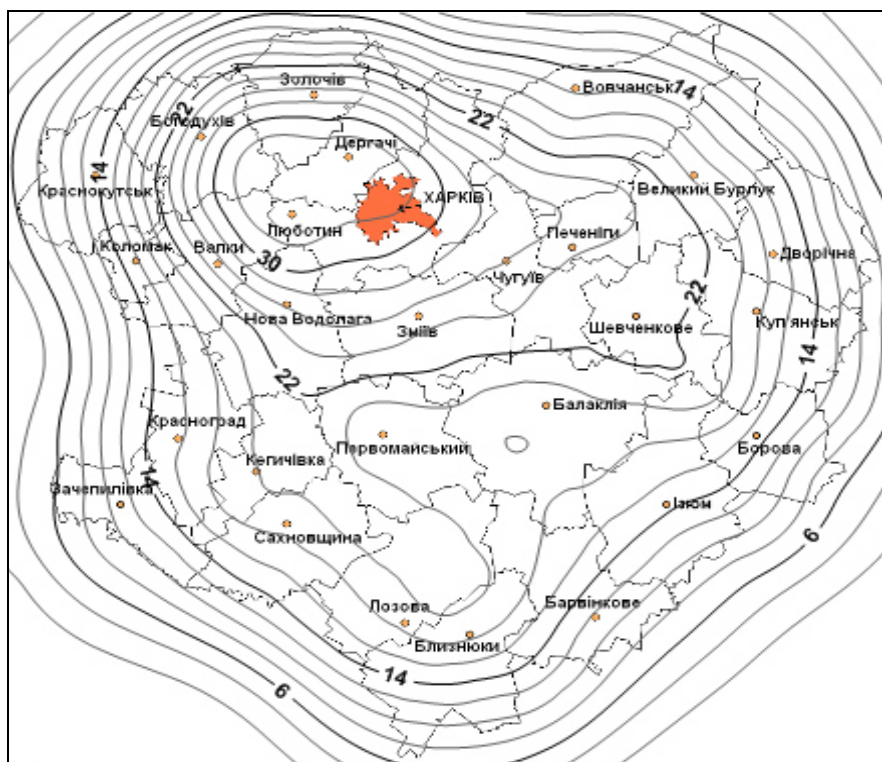 Золочів
Вовчанськ
14
22
22
Богодухів
Дергачі
14
Краснокутськ
Великий Бурлук
ХАРКІВ
Люботин
Печеніги
Коломак
Валки
30
Чугуїв
Дворічна
22
Нова Водолага
Зміїв
Шевченкове
Куп'янськ
14
22
Балаклія
Красноград
Первомайський
Борова
Кегичівка
14
Зачепилівка
Ізюм
Сахновщина
6
Лозова
Барвінкове
Близнюки
14
6